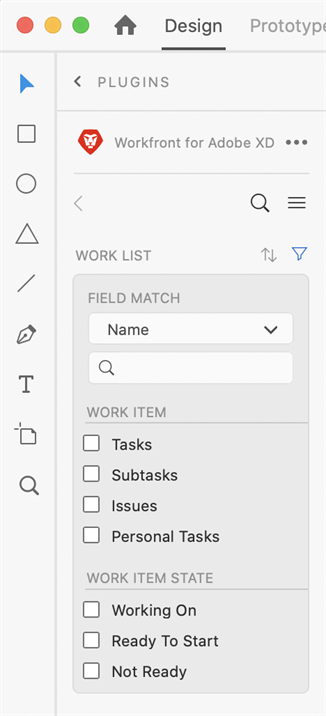 Design Prototype
PLUGINS
Workfront for Adobe XD
WORK LIST
FIELD MATCH
Name
WORK ITEM
Tasks
Subtasks
Issues
Personal Tasks
WORK ITEM STATE
Working On
Ready To Start
Not Ready